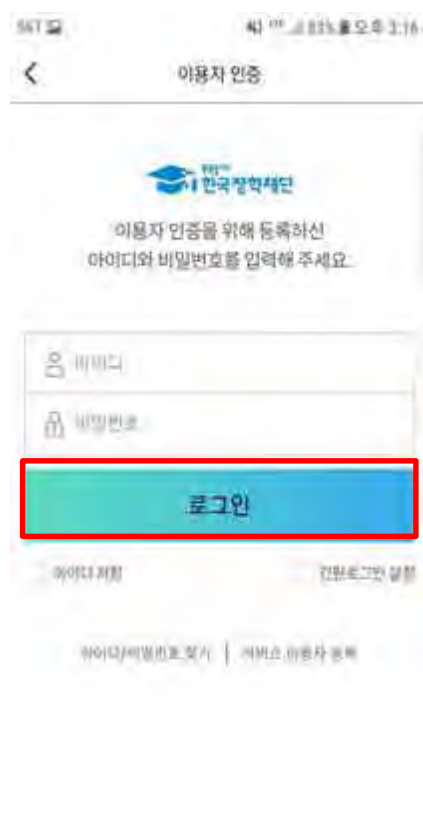 오후 3:16
이용자 인증
한국장학재단
이용자 인증을 위해 등록하신
아이디와 비밀번호를 입력해 주세요.
아이디
비밀번호
로그인
아이디 저장
간편로그인 설정
아이디/비밀번호 찾기 | 서비스 이용자 등록